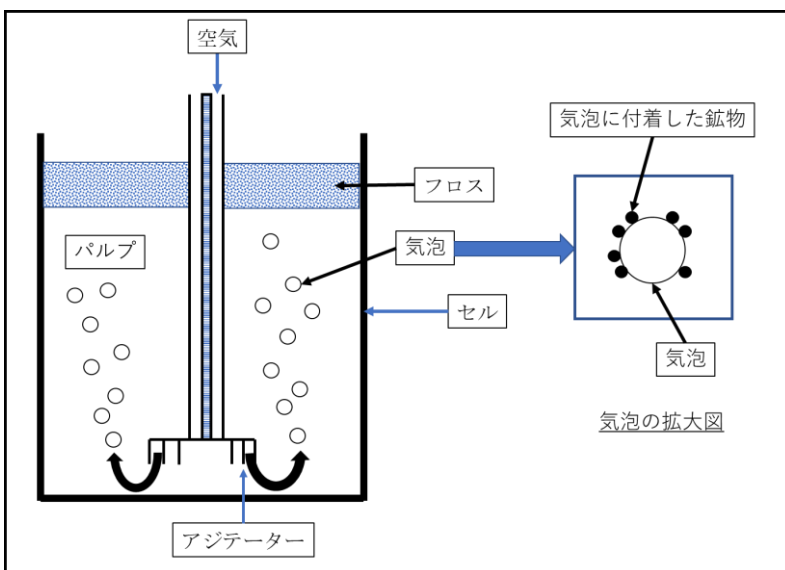 空気
気泡に付着した鉱物
フロス
パルプ
気泡
セル
気泡
気泡の拡大図
アジテーター